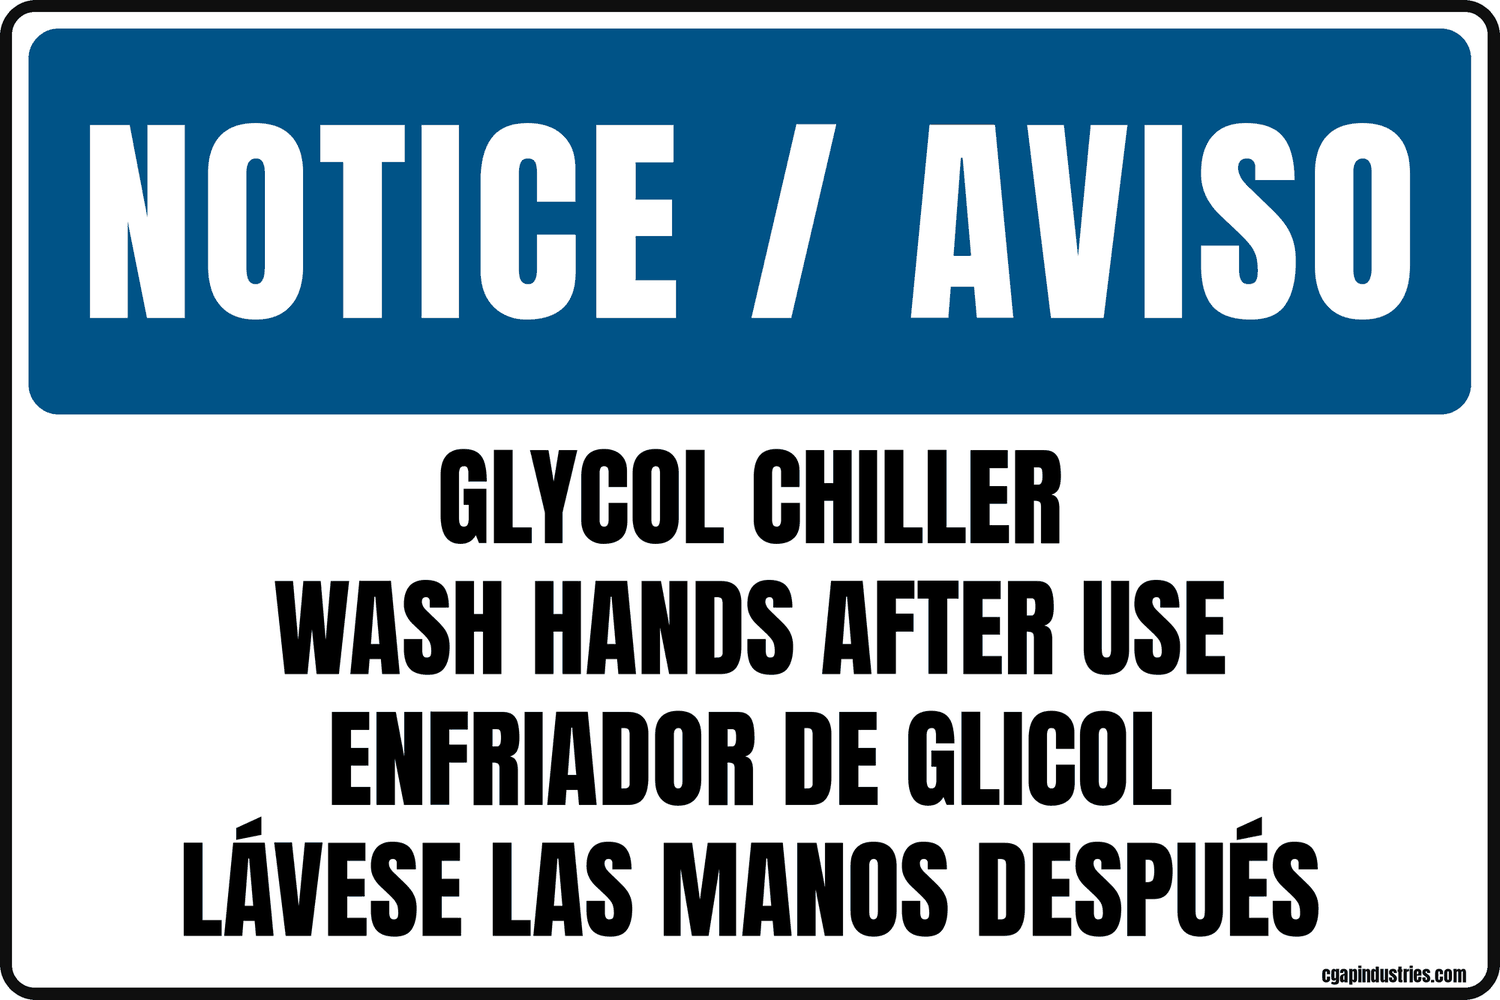 NOTICE / AVISO
GLYCOL CHILLER
WASH HANDS AFTER USE
ENFRIADOR DE GLICOL
LÁVESE LAS MANOS DESPUÉS
cgapindustries.com